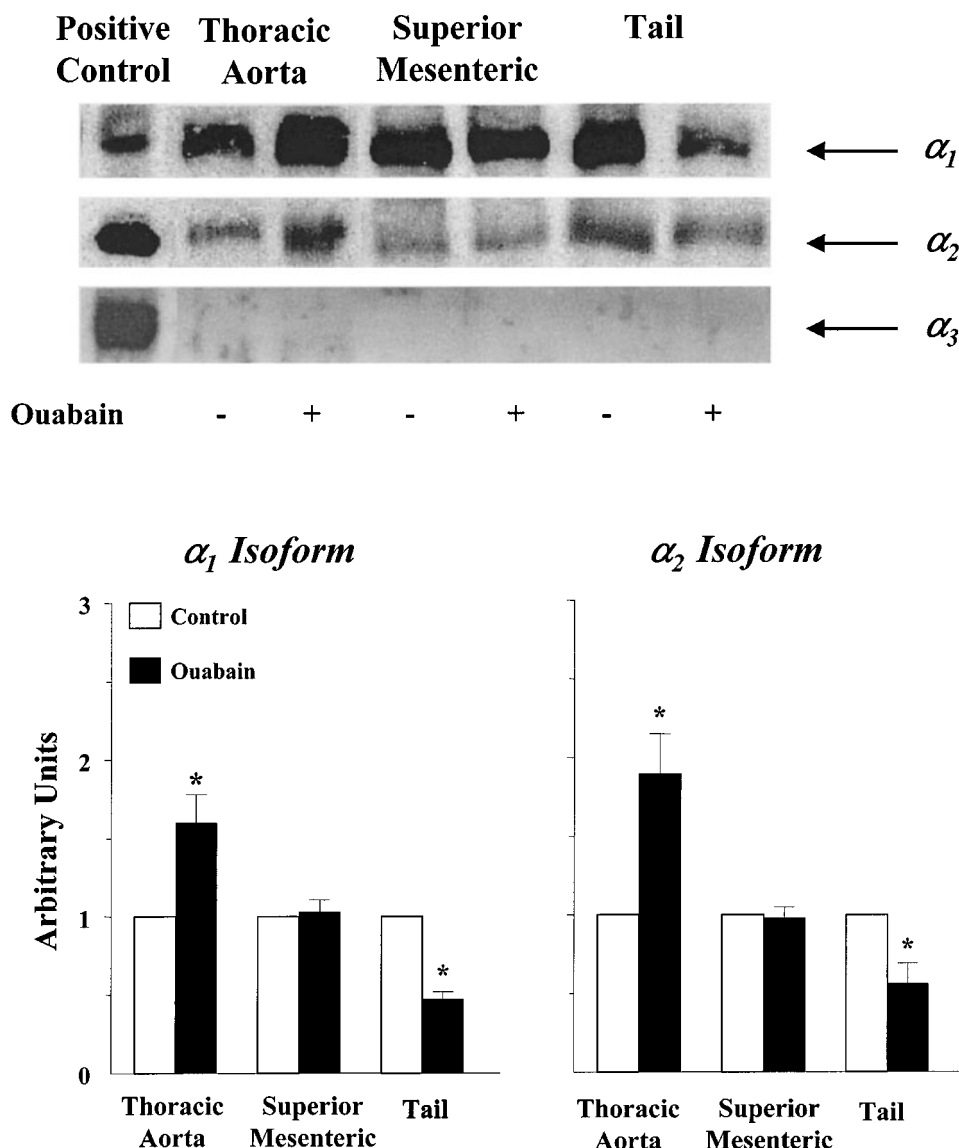 Positive Control Thoracic Aorta Superior Mesenteric Tail
α1
α2
α3
Ouabain - + - + - +
α1 Isoform α2 Isoform
Control
Ouabain
Arbitrary Units
3
2
1
0
*
*
*
*
Thoracic Aorta Superior Mesenteric Tail
Thoracic Aorta Superior Mesenteric Tail